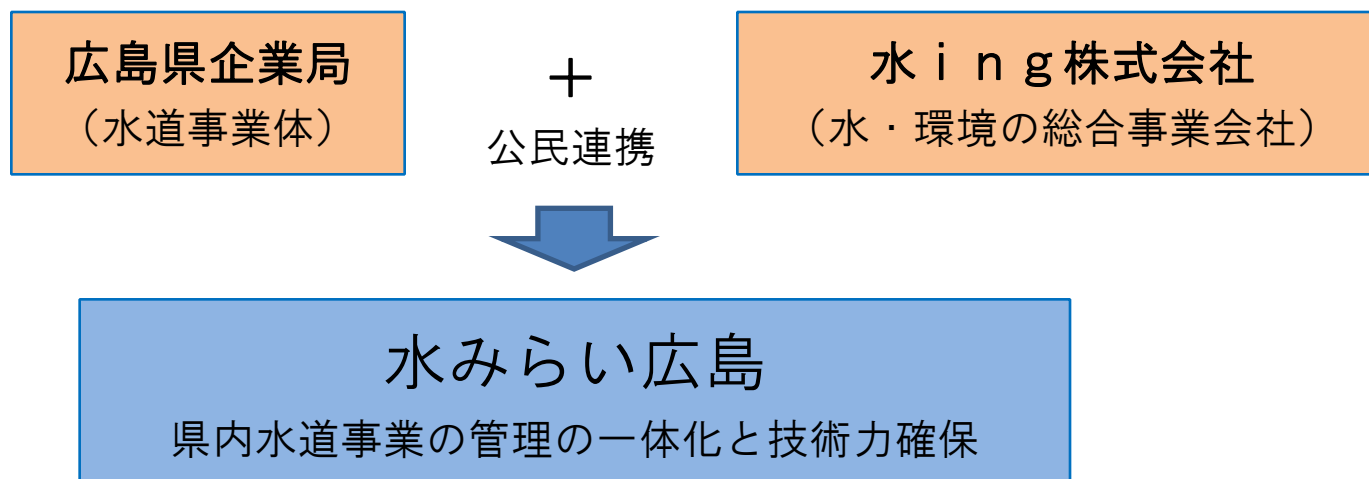 広島県企業局
（水道事業体）
＋
公民連携
水ｉｎｇ株式会社
（水・環境の総合事業会社）
水みらい広島
県内水道事業の管理の一体化と技術力確保